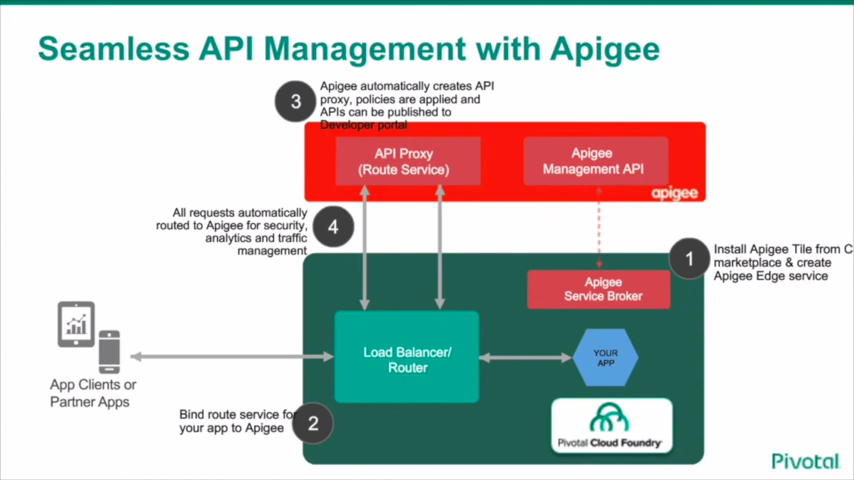 Seamless API Management with Apigee
3
Apigee automatically creates API
proxy, policies are applied and
APIs can be published to
Developer portal
API Proxy
(Route Service)
Apigee
Management API
apigee
All requests automatically
routed to Apigee for security,
analytics and traffic
management
4
1
Install Apigee Tile from C
marketplace & create
Apigee Edge service
Apigee
Service Broker
Load Balancer/
Router
YOUR
APP
App Clients or
Partner Apps
Bind route service for
your app to Apigee
2
Pivotal Cloud Foundry
Pivotal